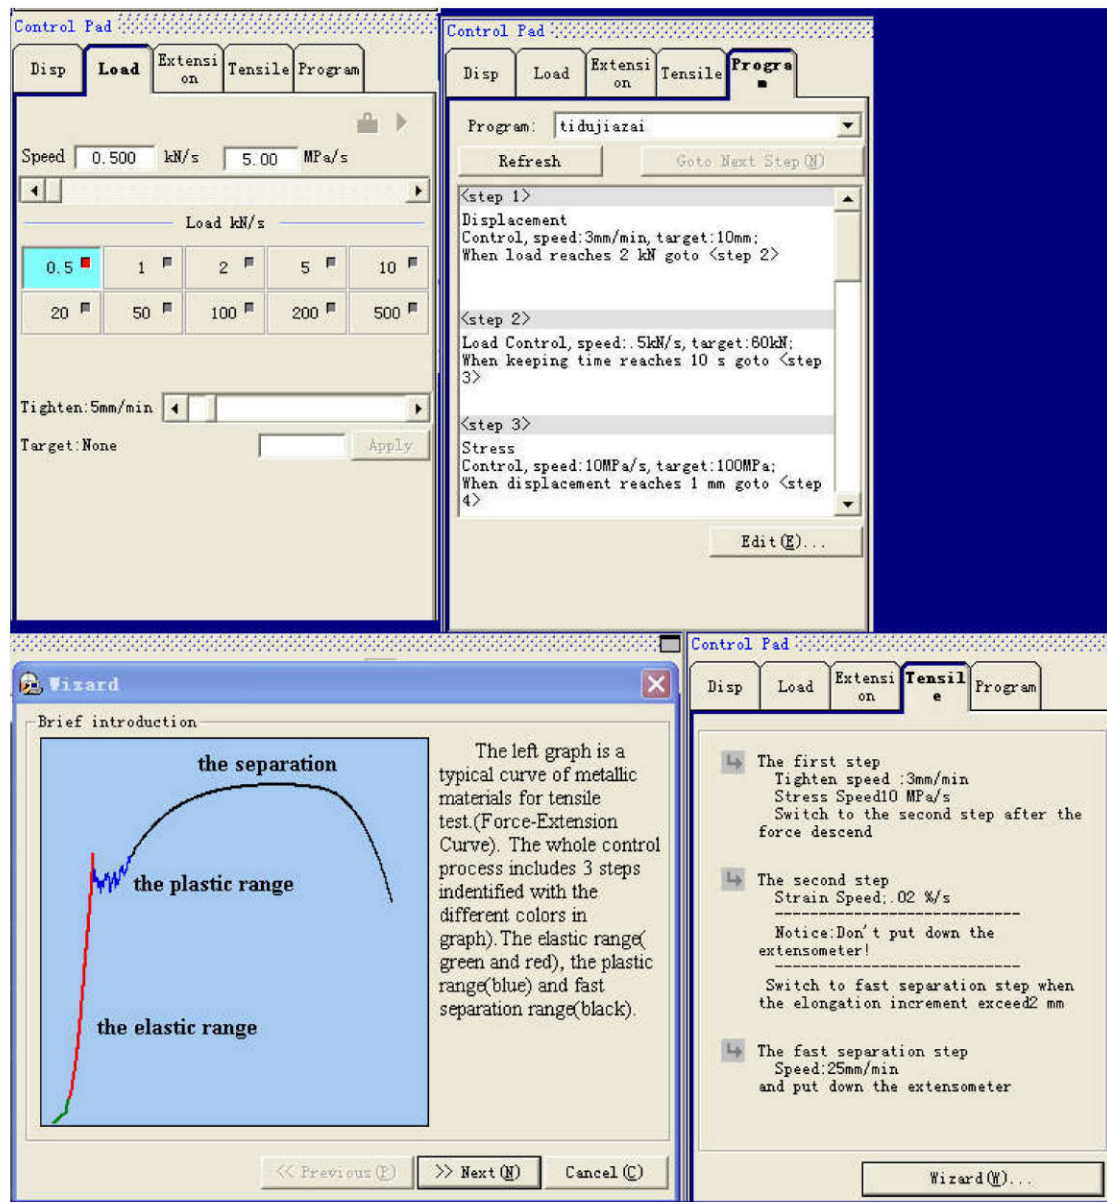 Control Pad
Disp
Load
Extensi
on
Tensile
Program
Speed 0.500 kN/s 5.00 MPa/s
Load kN/s
0.5 1 2 5 10
20 50 100 200 500
Tighten:5mm/min
Target:None
Apply
Control Pad
Disp
Load
Extensi
on
Tensile
Progra
m
Program: tidujiazai
Refresh
Goto Next Step(N)
<step 1>
Displacement
Control, speed:3mm/min, target:10mm;
When load reaches 2 kN goto <step 2>
<step 2>
Load Control, speed:.5kN/s, target:60kN;
When keeping time reaches 10 s goto <step
3>
<step 3>
Stress
Control, speed:10MPa/s, target:100MPa;
When displacement reaches 1 mm goto <step
4>
Edit(E)...
Wizard
Brief introduction
the separation
the plastic range
the elastic range
The left graph is a
typical curve of metallic
materials for tensile
test.(Force-Extension
Curve). The whole control
process includes 3 steps
indentified with the
different colors in
graph).The elastic range(
green and red), the plastic
range(blue) and fast
separation range(black).
<< Previous(P)
>> Next(N)
Cancel(C)
Control Pad
Disp
Load
Extensi
on
Tensil
e
Program
The first step
Tighten speed :3mm/min
Stress Speed10 MPa/s
Switch to the second step after the
force descend
The second step
Strain Speed:.02 %/s
----------------------------
Notice:Don't put down the
extensometer!
----------------------------
Switch to fast separation step when
the elongation increment exceed2 mm
The fast separation step
Speed:25mm/min
and put down the extensometer
Wizard(W)...